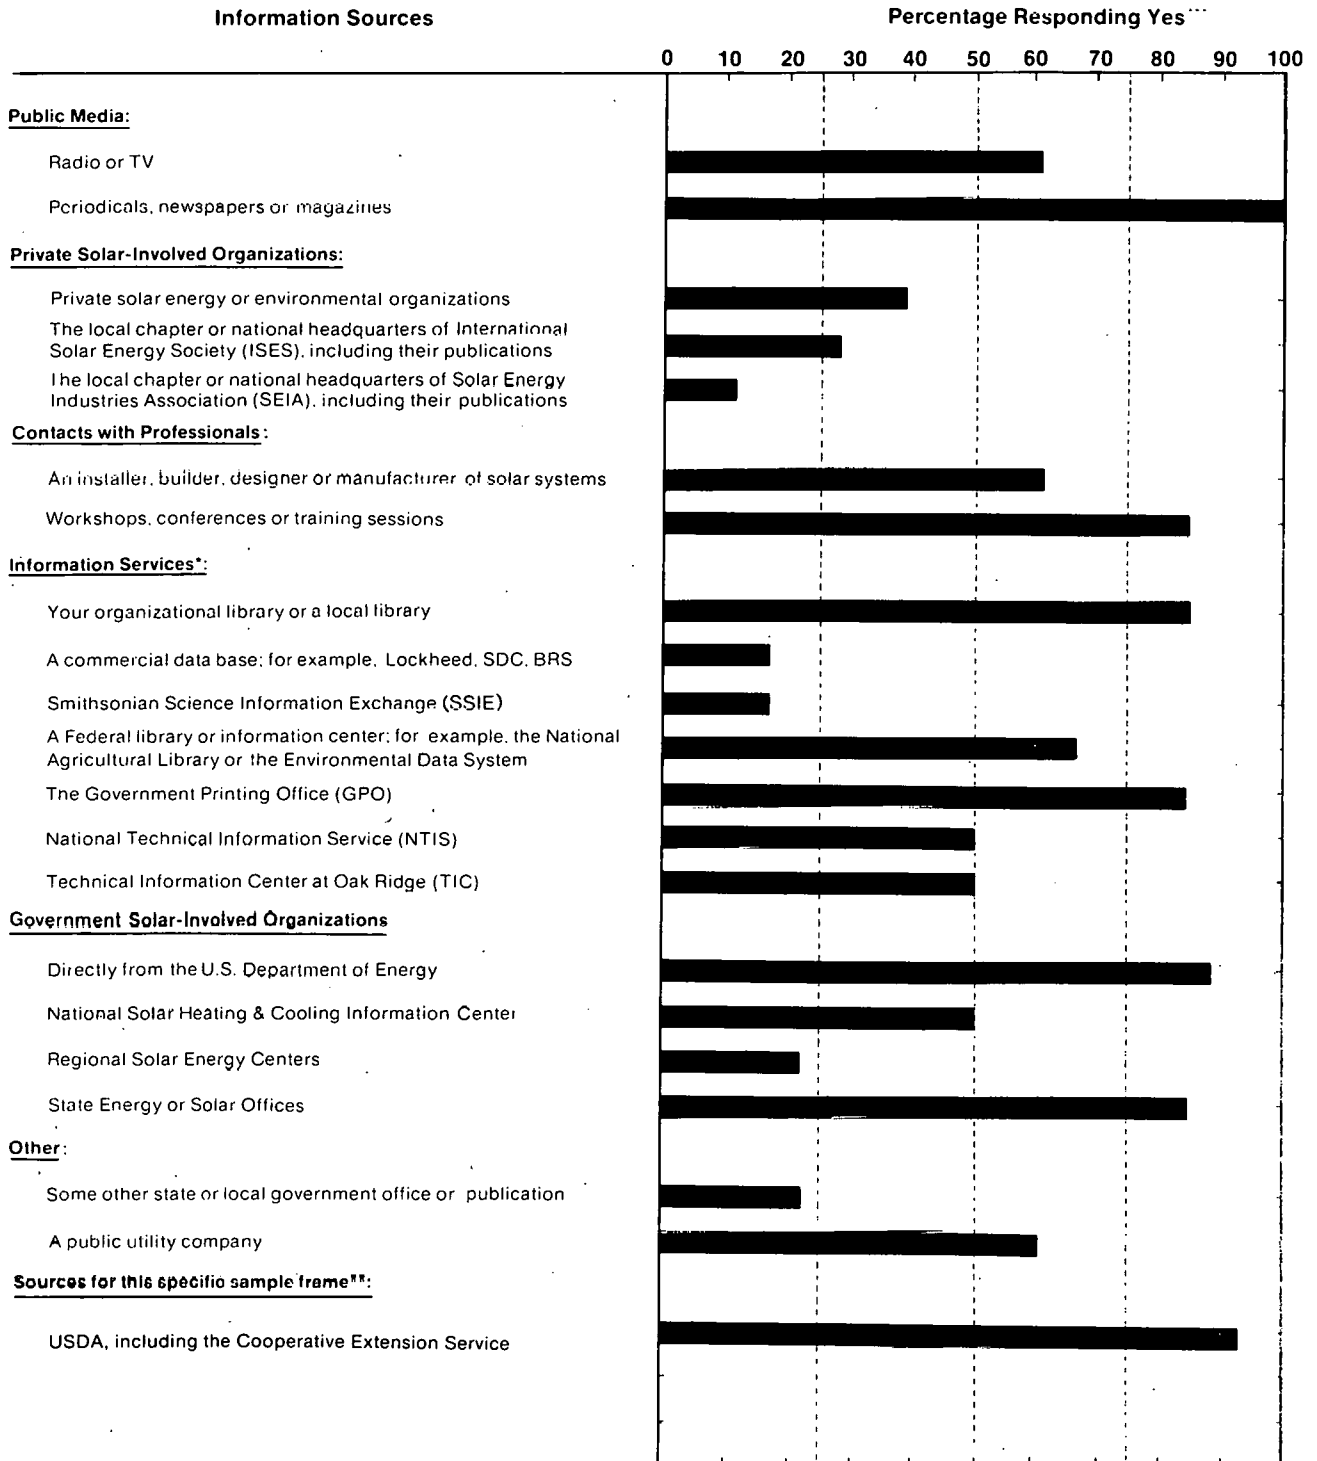 Information Sources
Percentage Responding Yes***
0 10 20 30 40 50 60 70 80 90 100
Public Media:
Radio or TV
Periodicals, newspapers or magazines
Private Solar-Involved Organizations:
Private solar energy or environmental organizations
The local chapter or national headquarters of International
Solar Energy Society (ISES), including their publications
The local chapter or national headquarters of Solar Energy
Industries Association (SEIA), including their publications
Contacts with Professionals:
An installer, builder, designer or manufacturer of solar systems
Workshops, conferences or training sessions
Information Services*:
Your organizational library or a local library
A commercial data base; for example, Lockheed, SDC, BRS
Smithsonian Science Information Exchange (SSIE)
A Federal library or information center; for example, the National
Agricultural Library or the Environmental Data System
The Government Printing Office (GPO)
National Technical Information Service (NTIS)
Technical Information Center at Oak Ridge (TIC)
Government Solar-Involved Organizations
Directly from the U.S. Department of Energy
National Solar Heating & Cooling Information Center
Regional Solar Energy Centers
State Energy or Solar Offices
Other:
Some other state or local government office or publication
A public utility company
Sources for this specific sample frame**:
USDA, including the Cooperative Extension Service